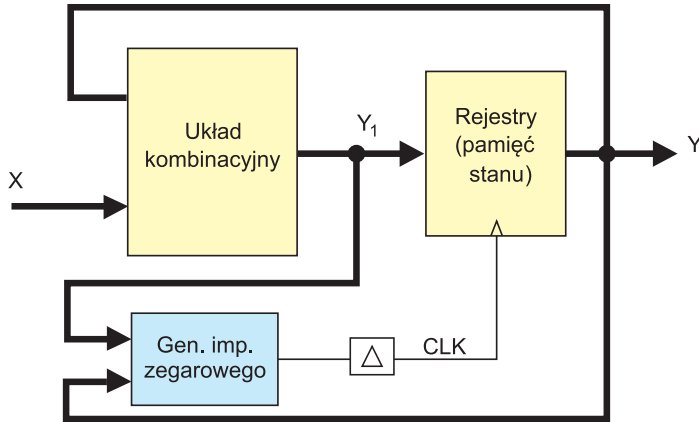 Układ
kombinacyjny
Y1
Rejestry
(pamięć
stanu)
X
Y
Gen. imp.
zegarowego
Δ
CLK